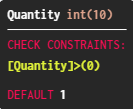 Quantity int(10)
CHECK CONSTRAINTS:
[Quantity]>(0)
DEFAULT 1